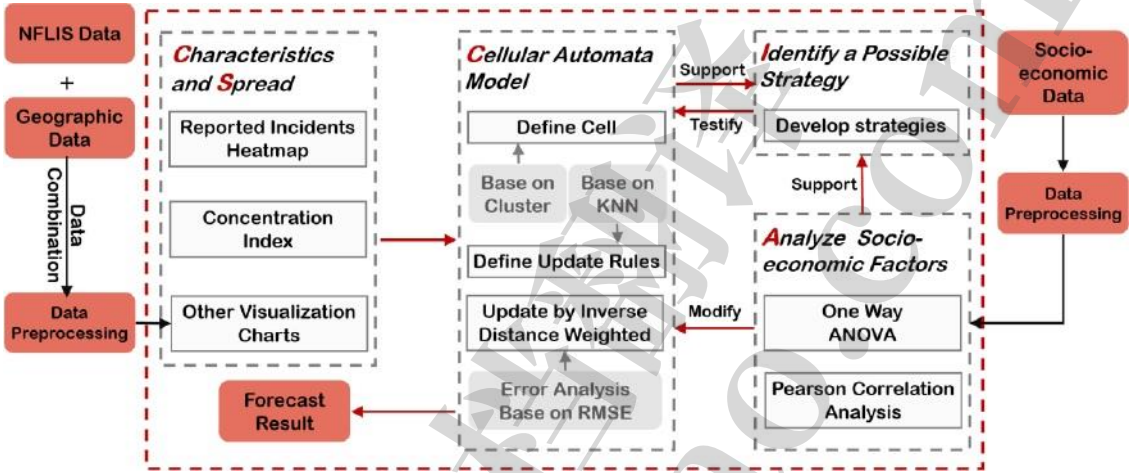 NFLIS Data
+
Geographic
Data
Data
Combination
Data
Preprocessing
Characteristics
and Spread
Reported Incidents
Heatmap
Concentration
Index
Other Visualization
Charts
Forecast
Result
Cellular Automata
Model
Define Cell
Base on
Cluster
Base on
KNN
Define Update Rules
Update by Inverse
Distance Weighted
Error Analysis
Base on RMSE
Support
Testify
Modify
Identify a Possible
Strategy
Develop strategies
Support
Analyze Socio-
economic Factors
One Way
ANOVA
Pearson Correlation
Analysis
Socio-
economic
Data
Data
Preprocessing